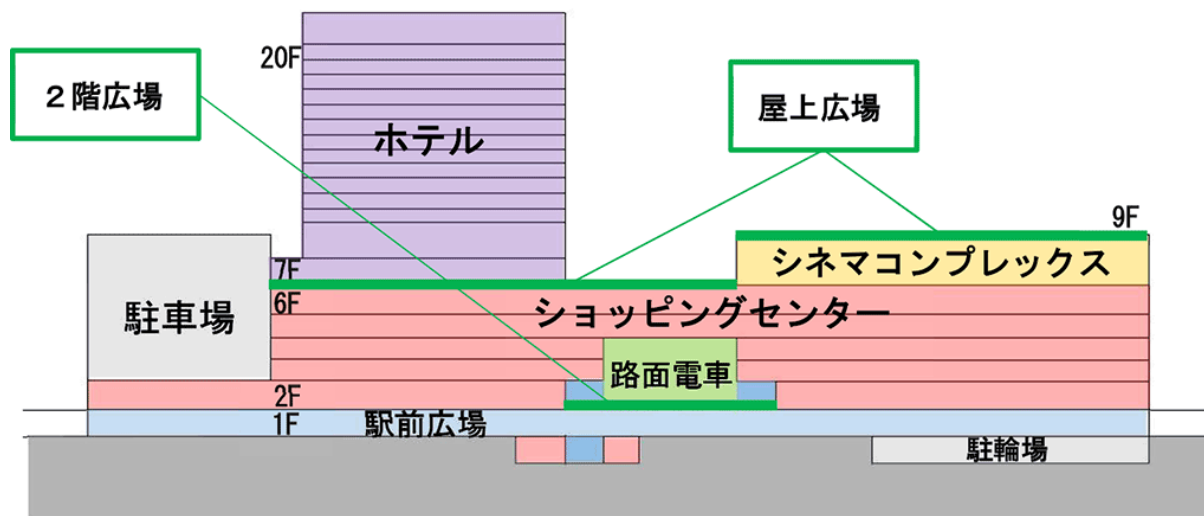 20F
２階広場
屋上広場
ホテル
9F
シネマコンプレックス
7F
6F
ショッピングセンター
駐車場
路面電車
2F
1F
駅前広場
駐輪場